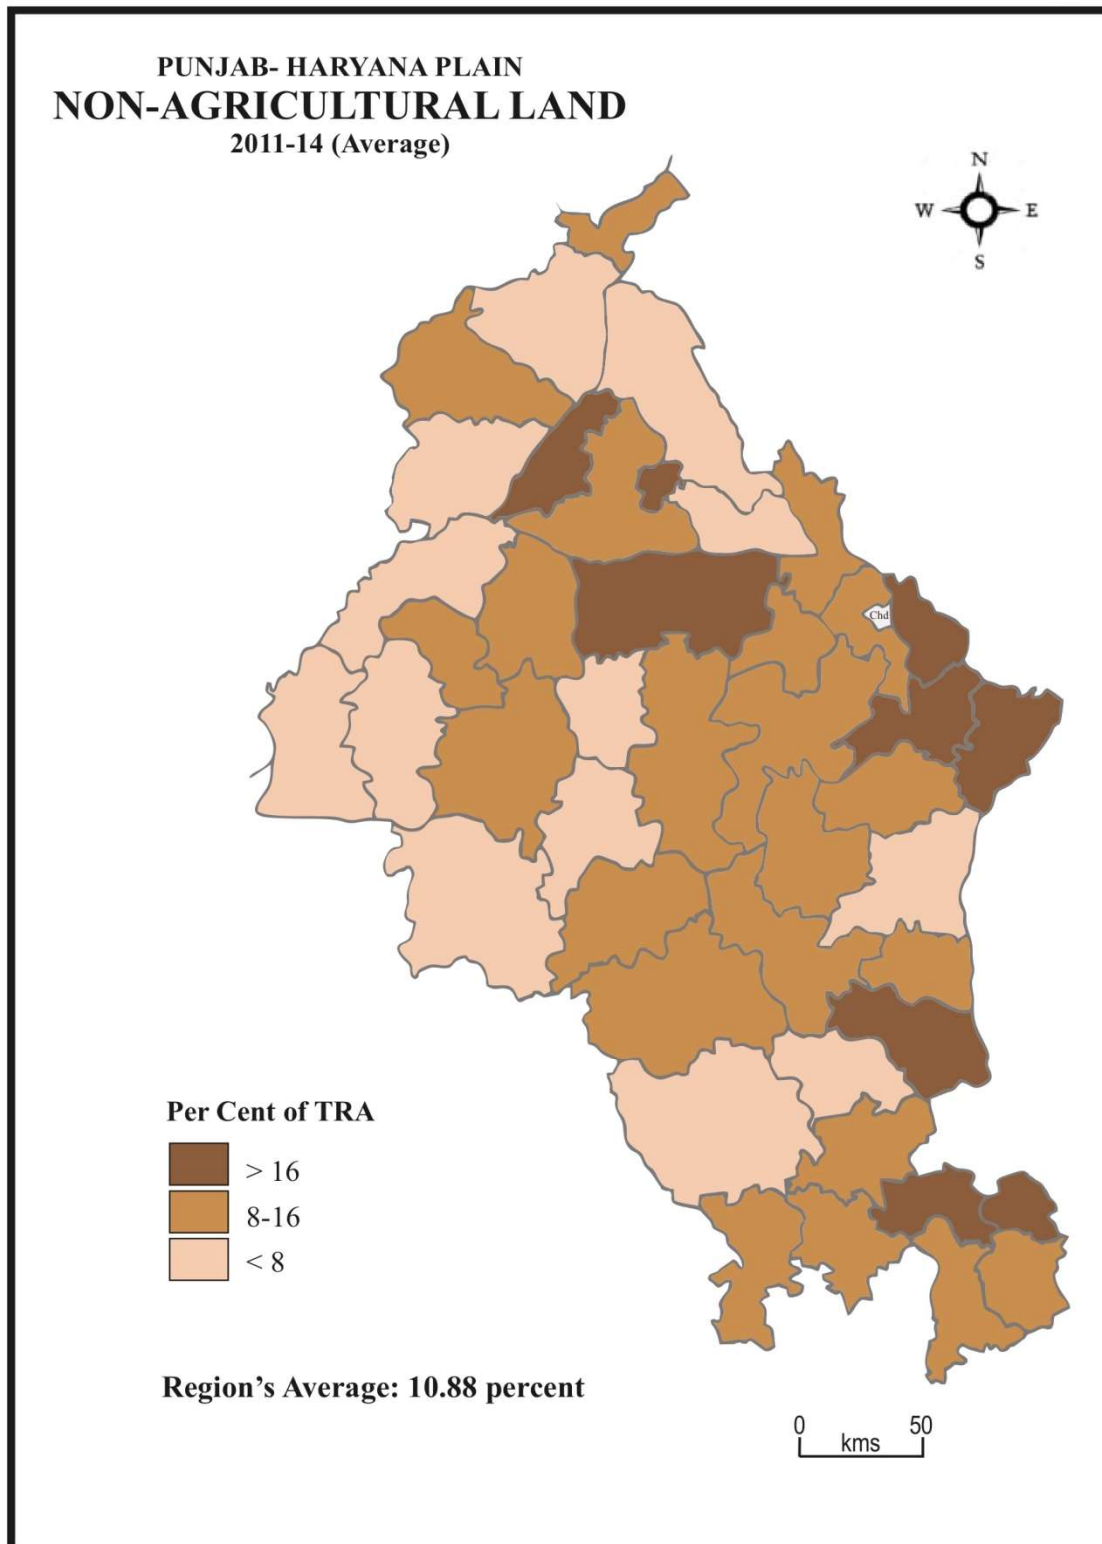 PUNJAB- HARYANA PLAIN
NON-AGRICULTURAL LAND
2011-14 (Average)
N
W E
S
Chd
Per Cent of TRA
> 16
8-16
< 8
Region's Average: 10.88 percent
0 50
kms